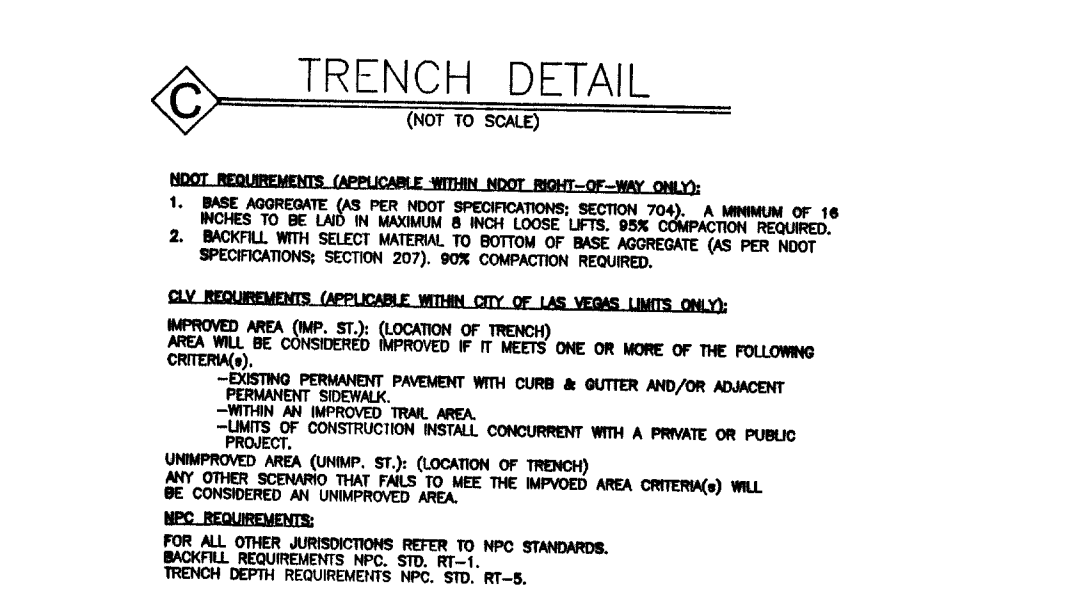 C
TRENCH DETAIL
(NOT TO SCALE)
NDOT REQUIREMENTS (APPLICABLE WITHIN NDOT RIGHT-OF-WAY ONLY):
1. BASE AGGREGATE (AS PER NDOT SPECIFICATIONS; SECTION 704). A MINIMUM OF 16
INCHES TO BE LAID IN MAXIMUM 8 INCH LOOSE LIFTS. 95% COMPACTION REQUIRED.
2. BACKFILL WITH SELECT MATERIAL TO BOTTOM OF BASE AGGREGATE (AS PER NDOT
SPECIFICATIONS; SECTION 207). 90% COMPACTION REQUIRED.
CLV REQUIREMENTS (APPLICABLE WITHIN CITY OF LAS VEGAS LIMITS ONLY):
IMPROVED AREA (IMP. ST.): (LOCATION OF TRENCH)
AREA WILL BE CONSIDERED IMPROVED IF IT MEETS ONE OR MORE OF THE FOLLOWING
CRITERIA(s).
-EXISTING PERMANENT PAVEMENT WITH CURB & GUTTER AND/OR ADJACENT
PERMANENT SIDEWALK.
-WITHIN AN IMPROVED TRAIL AREA.
-LIMITS OF CONSTRUCTION INSTALL CONCURRENT WITH A PRIVATE OR PUBLIC
PROJECT.
UNIMPROVED AREA (UNIMP. ST.): (LOCATION OF TRENCH)
ANY OTHER SCENARIO THAT FAILS TO MEE THE IMPVOED AREA CRITERIA(s) WILL
BE CONSIDERED AN UNIMPROVED AREA.
NPC REQUIREMENTS:
FOR ALL OTHER JURISDICTIONS REFER TO NPC STANDARDS.
BACKFILL REQUIREMENTS NPC. STD. RT-1.
TRENCH DEPTH REQUIREMENTS NPC. STD. RT-5.